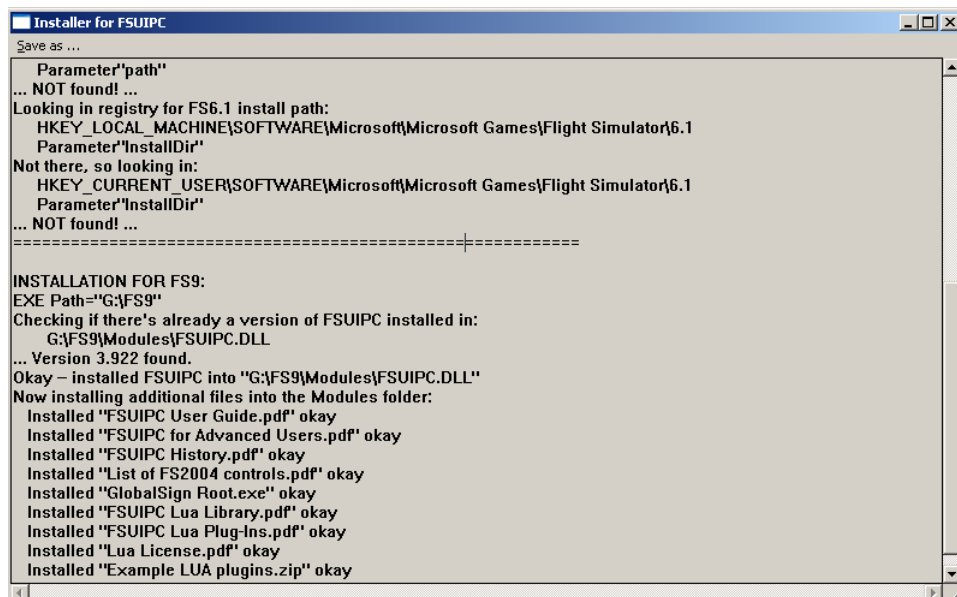 Installer for FSUIPC
Save as ...
Parameter"path"
... NOT found! ...
Looking in registry for FS6.1 install path:
HKEY_LOCAL_MACHINE\SOFTWARE\Microsoft\Microsoft Games\Flight Simulator\6.1
Parameter"InstallDir"
Not there, so looking in:
HKEY_CURRENT_USER\SOFTWARE\Microsoft\Microsoft Games\Flight Simulator\6.1
Parameter"InstallDir"
... NOT found! ...
===========================================================
INSTALLATION FOR FS9:
EXE Path="G:\FS9"
Checking if there's already a version of FSUIPC installed in:
G:\FS9\Modules\FSUIPC.DLL
... Version 3.922 found.
Okay – installed FSUIPC into "G:\FS9\Modules\FSUIPC.DLL"
Now installing additional files into the Modules folder:
Installed "FSUIPC User Guide.pdf" okay
Installed "FSUIPC for Advanced Users.pdf" okay
Installed "FSUIPC History.pdf" okay
Installed "List of FS2004 controls.pdf" okay
Installed "GlobalSign Root.exe" okay
Installed "FSUIPC Lua Library.pdf" okay
Installed "FSUIPC Lua Plug-Ins.pdf" okay
Installed "Lua License.pdf" okay
Installed "Example LUA plugins.zip" okay